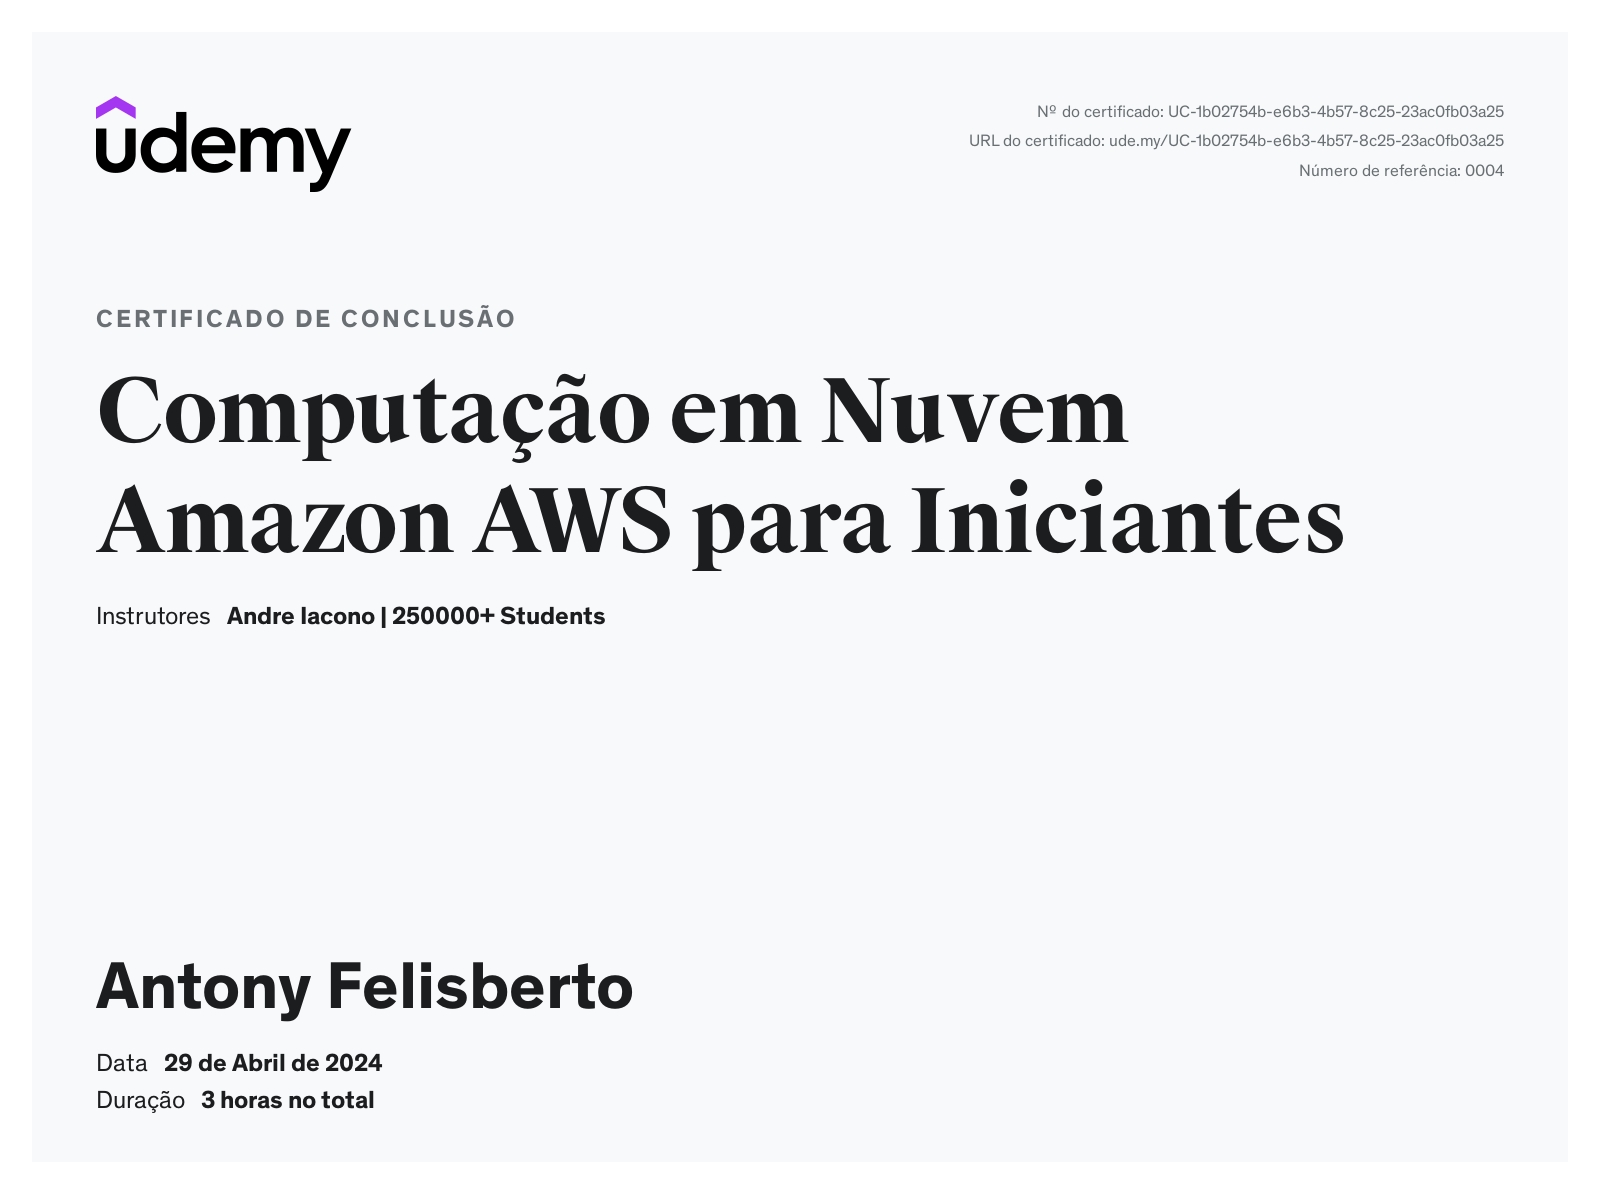 udemy
Nº do certificado: UC-1b02754b-e6b3-4b57-8c25-23ac0fb03a25
URL do certificado: ude.my/UC-1b02754b-e6b3-4b57-8c25-23ac0fb03a25
Número de referência: 0004
CERTIFICADO DE CONCLUSÃO
Computação em Nuvem
Amazon AWS para Iniciantes
Instrutores Andre Iacono | 250000+ Students
Antony Felisberto
Data 29 de Abril de 2024
Duração 3 horas no total